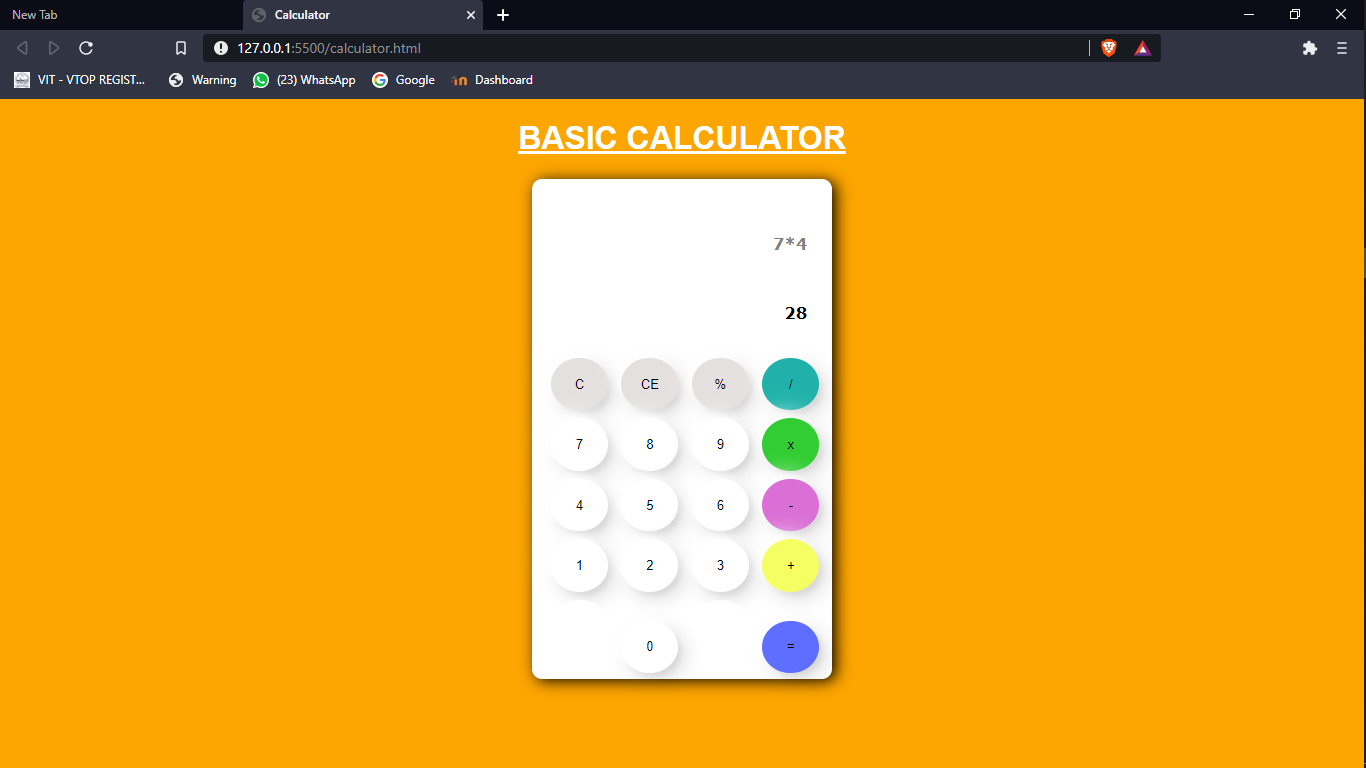 New Tab
Calculator
127.0.0.1:5500/calculator.html
VIT - VTOP REGIST... Warning (23) WhatsApp Google Dashboard
BASIC CALCULATOR
7*4
28
C CE % /
7 8 9 x
4 5 6 -
1 2 3 +
0 =